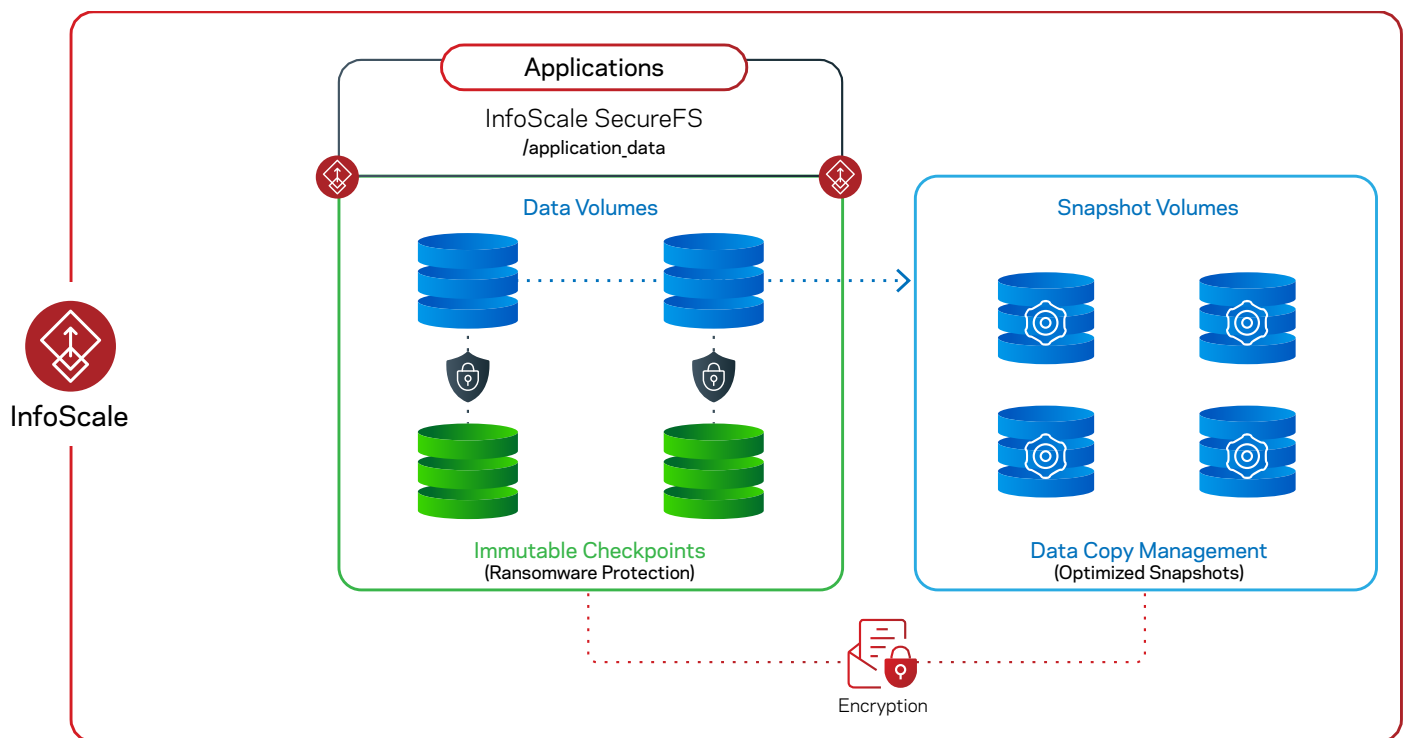 Applications
InfoScale SecureFS
/application_data
Data Volumes
Snapshot Volumes
InfoScale
Immutable Checkpoints
(Ransomware Protection)
Data Copy Management
(Optimized Snapshots)
Encryption